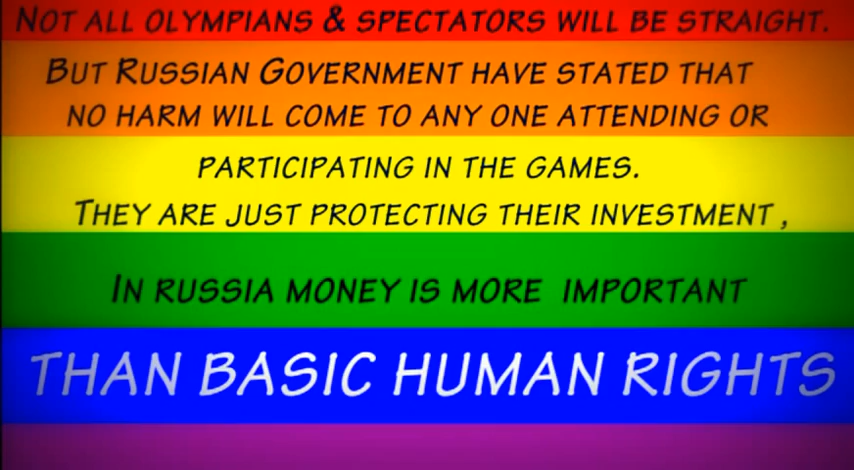 Not all Olympians & spectators will be straight.
But Russian Government have stated that
no harm will come to any one attending or
participating in the games.
They are just protecting their investment ,
In russia money is more important
than basic human rights